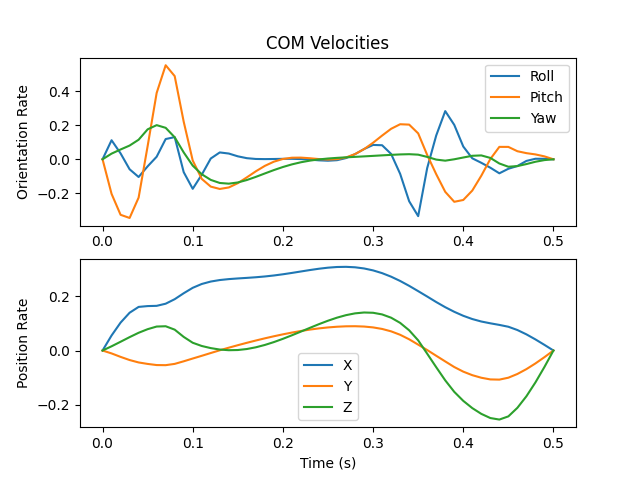 COM Velocities
Orientation Rate
0.4
0.2
0.0
−0.2
Roll
Pitch
Yaw
0.0 0.1 0.2 0.3 0.4 0.5
Position Rate
0.2
0.0
−0.2
X
Y
Z
0.0 0.1 0.2 0.3 0.4 0.5
Time (s)